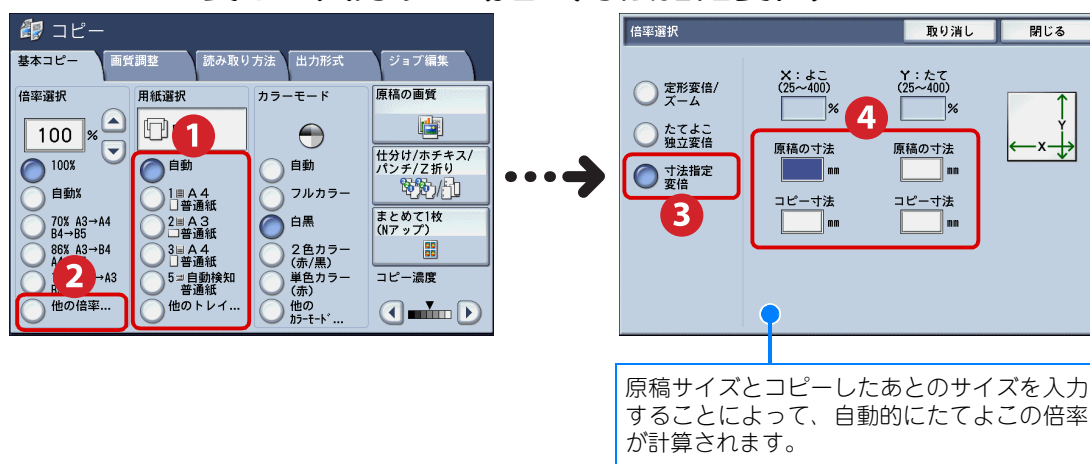 コピー
基本コピー 画質調整 読み取り方法 出力形式 ジョブ編集
倍率選択
100 %
100%
自動%
70% A3→A4
B4→B5
86% A3→B4
→A3
他の倍率...
2
用紙選択
1
自動
1 A4
普通紙
2 A3
普通紙
3 A4
普通紙
5 自動検知
普通紙
他のトレイ...
カラーモード
自動
フルカラー
白黒
2色カラー
(赤/黒)
単色カラー
(赤)
他の
ｶﾗｰﾓｰﾄﾞ...
原稿の画質
仕分け/ホチキス/
パンチ/Z折り
まとめて1枚
(Nアップ)
コピー濃度
倍率選択 取り消し 閉じる
定形変倍/
ズーム
たてよこ
独立変倍
寸法指定
変倍
3
X：よこ
(25～400)
%
Y：たて
(25～400)
%
4
原稿の寸法
mm
原稿の寸法
mm
コピー寸法
mm
コピー寸法
mm
Y
X
原稿サイズとコピーしたあとのサイズを入力
することによって、自動的にたてよこの倍率
が計算されます。